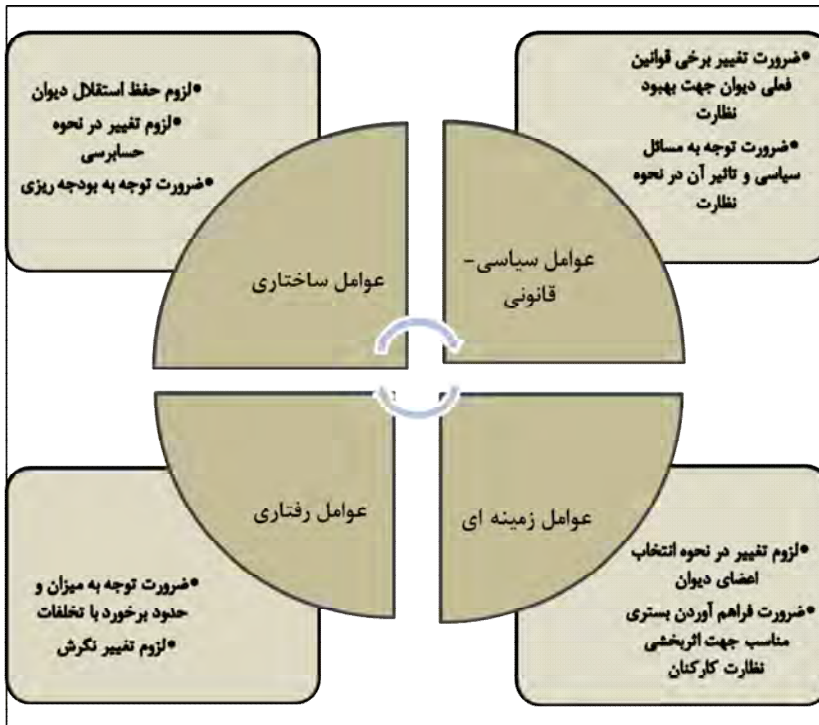 •ضرورت تغییر برخی قوانین
فعلی دیوان جهت بهبود
نظارت
•ضرورت توجه به مسائل
سیاسی و تاثیر آن در نحوه
نظارت
عوامل سیاسی-
قانونی
•لزوم حفظ استقلال دیوان
•لزوم تغییر در نحوه
حسابرسی
•ضرورت توجه به بودجه ریزی
عوامل ساختاری
عوامل زمینه ای
•لزوم تغییر در نحوه انتخاب
اعضای دیوان
•ضرورت فراهم آوردن بستری
مناسب جهت اثربخشی
نظارت کارکنان
عوامل رفتاری
•ضرورت توجه به میزان و
حدود برخورد با تخلفات
•لزوم تغییر نگرش